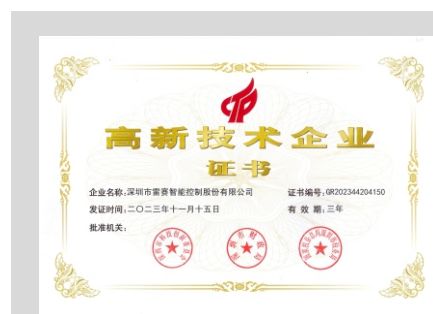 高新技术企业
证书
企业名称:深圳市雷赛智能控制股份有限公司
证书编号:GR202344204150
发证时间:二〇二三年十一月十五日
有 效 期:三年
批准机关: